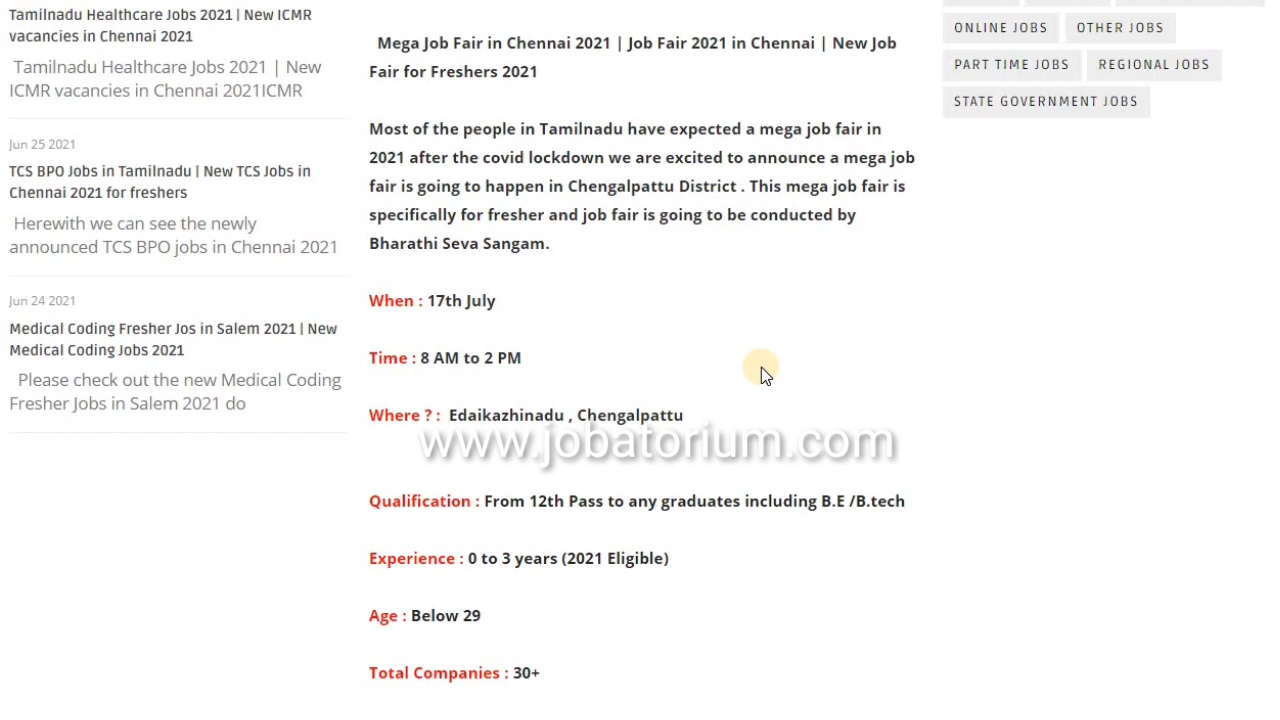 Tamilnadu Healthcare Jobs 2021 | New ICMR
vacancies in Chennai 2021
Tamilnadu Healthcare Jobs 2021 | New
ICMR vacancies in Chennai 2021ICMR
Jun 25 2021
TCS BPO Jobs in Tamilnadu | New TCS Jobs in
Chennai 2021 for freshers
Herewith we can see the newly
announced TCS BPO jobs in Chennai 2021
Jun 24 2021
Medical Coding Fresher Jos in Salem 2021 | New
Medical Coding Jobs 2021
Please check out the new Medical Coding
Fresher Jobs in Salem 2021 do
Mega Job Fair in Chennai 2021 | Job Fair 2021 in Chennai | New Job
Fair for Freshers 2021
Most of the people in Tamilnadu have expected a mega job fair in
2021 after the covid lockdown we are excited to announce a mega job
fair is going to happen in Chengalpattu District . This mega job fair is
specifically for fresher and job fair is going to be conducted by
Bharathi Seva Sangam.
When : 17th July
Time : 8 AM to 2 PM
Where ? : Edaikazhinadu , Chengalpattu
www.jobatorium.com
Qualification : From 12th Pass to any graduates including B.E /B.tech
Experience : 0 to 3 years (2021 Eligible)
Age : Below 29
Total Companies : 30+
ONLINE JOBS
OTHER JOBS
PART TIME JOBS
REGIONAL JOBS
STATE GOVERNMENT JOBS